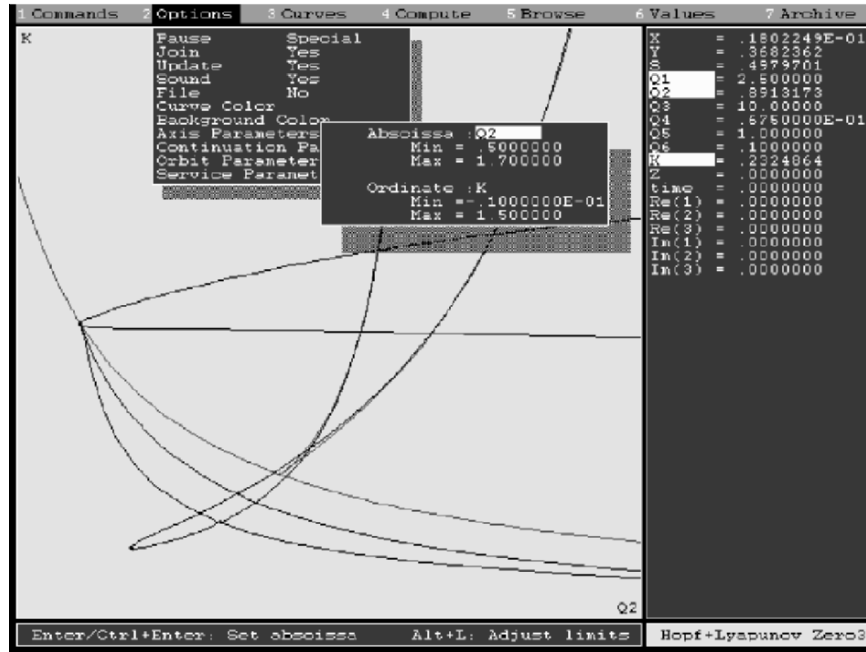 1 Commands 2 Options 3 Curves 4 Compute 5 Browse 6 Values 7 Archive
K
Pause Special
Join Yes
Update Yes
Sound Yes
File No
Curve Color
Background Color
Axis Parameters
Continuation Pa
Orbit Parameter
Service Paramet
Abscissa :Q2
Min = .5000000
Max = 1.700000
Ordinate :K
Min =-.1000000E-01
Max = 1.500000
X = .1802249E-01
Y = .3682362
S = .4979701
Q1 = 2.500000
Q2 = .8913173
Q3 = 10.00000
Q4 = .6750000E-01
Q5 = 1.000000
Q6 = .1000000
K = .2324864
Z = .0000000
time = .0000000
Re(1) = .0000000
Re(2) = .0000000
Re(3) = .0000000
Im(1) = .0000000
Im(2) = .0000000
Im(3) = .0000000
Q2
Enter/Ctrl+Enter: Set abscissa Alt+L: Adjust limits
Hopf+Lyapunov Zero3